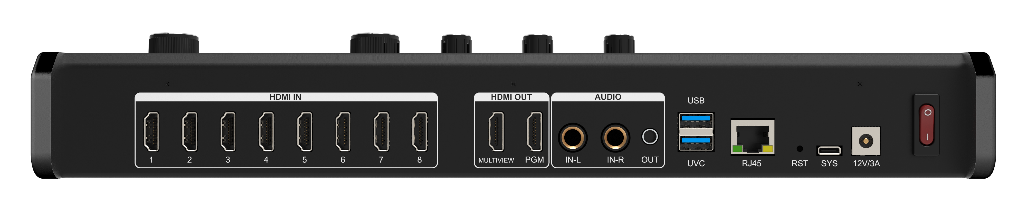 HDMI IN
1 2 3 4 5 6 7 8
HDMI OUT
MULTIVIEW PGM
AUDIO
IN-L IN-R OUT
USB
UVC
RJ45
RST
SYS
12V/3A
O
I